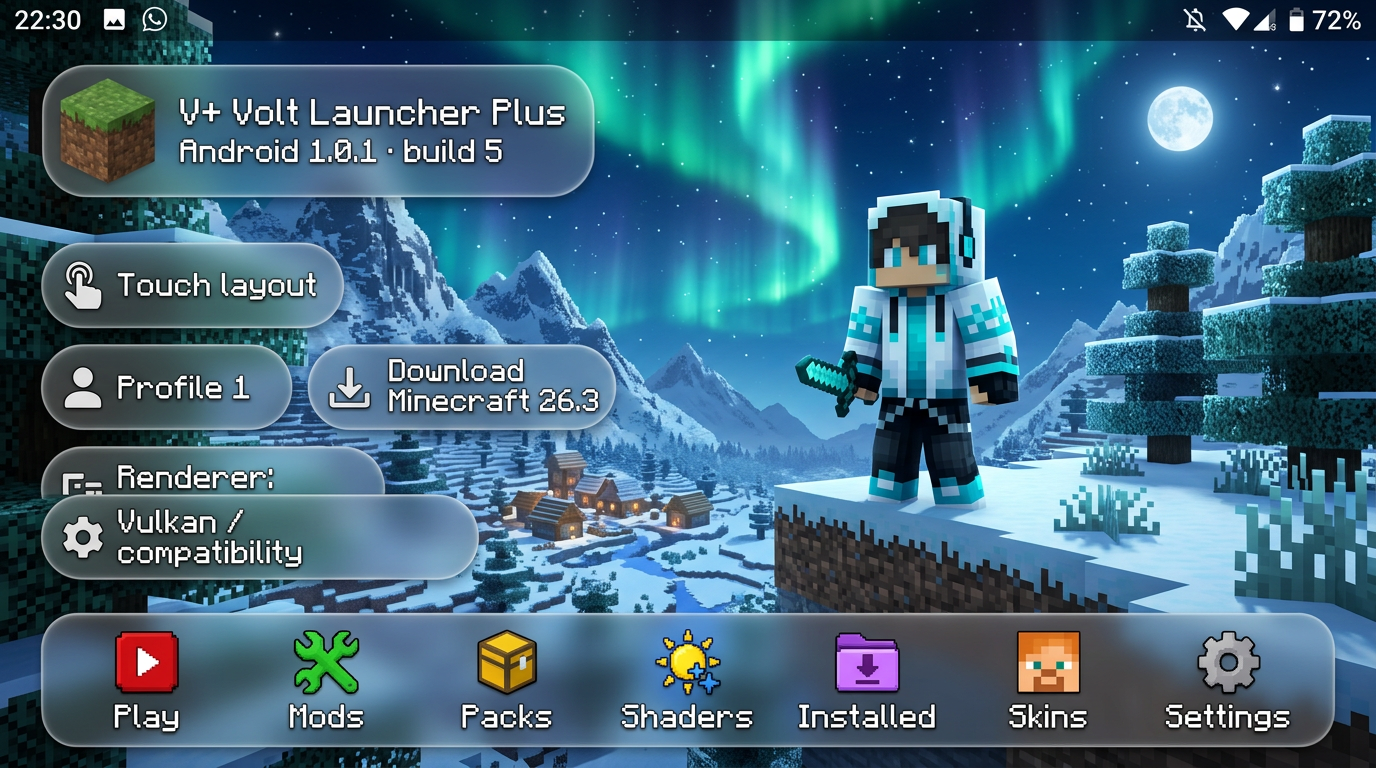 22:30
72%
V+ Volt Launcher Plus
Android 1.0.1 · build 5
Touch layout
Profile 1
Download
Minecraft 26.3
Renderer:
Vulkan /
compatibility
Play
Mods
Packs
Shaders
Installed
Skins
Settings